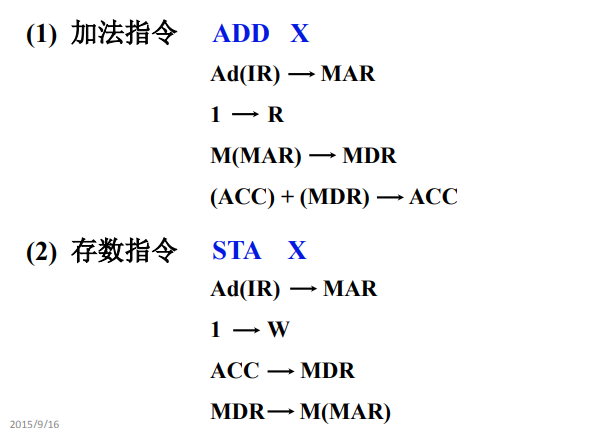 (1) 加法指令 ADD X
Ad(IR) → MAR
1 → R
M(MAR) → MDR
(ACC) + (MDR) → ACC
(2) 存数指令 STA X
Ad(IR) → MAR
1 → W
ACC → MDR
MDR → M(MAR)
2015/9/16